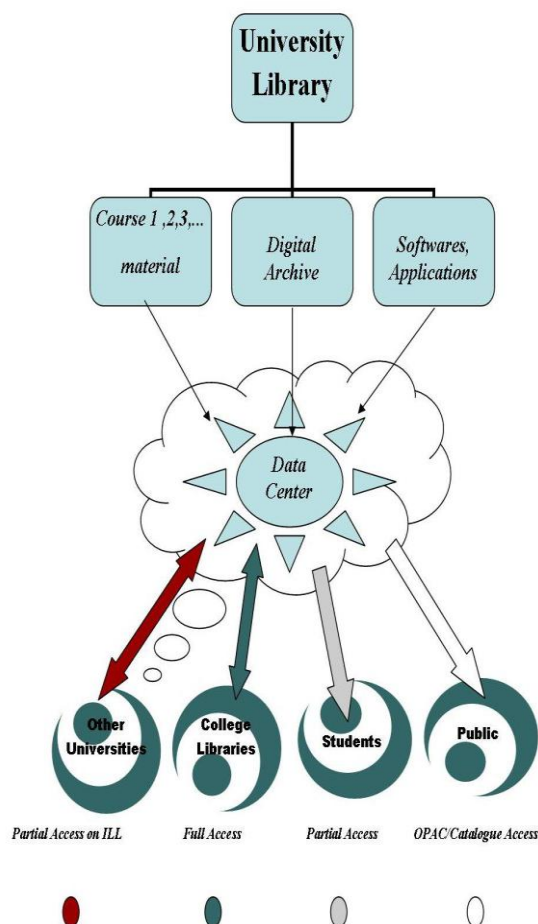 University
Library
Course 1 ,2,3,...
material
Digital
Archive
Softwares,
Applications
Data
Center
Other
Universities
College
Libraries
Students
Public
Partial Access on ILL
Full Access
Partial Access
OPAC/Catalogue Access